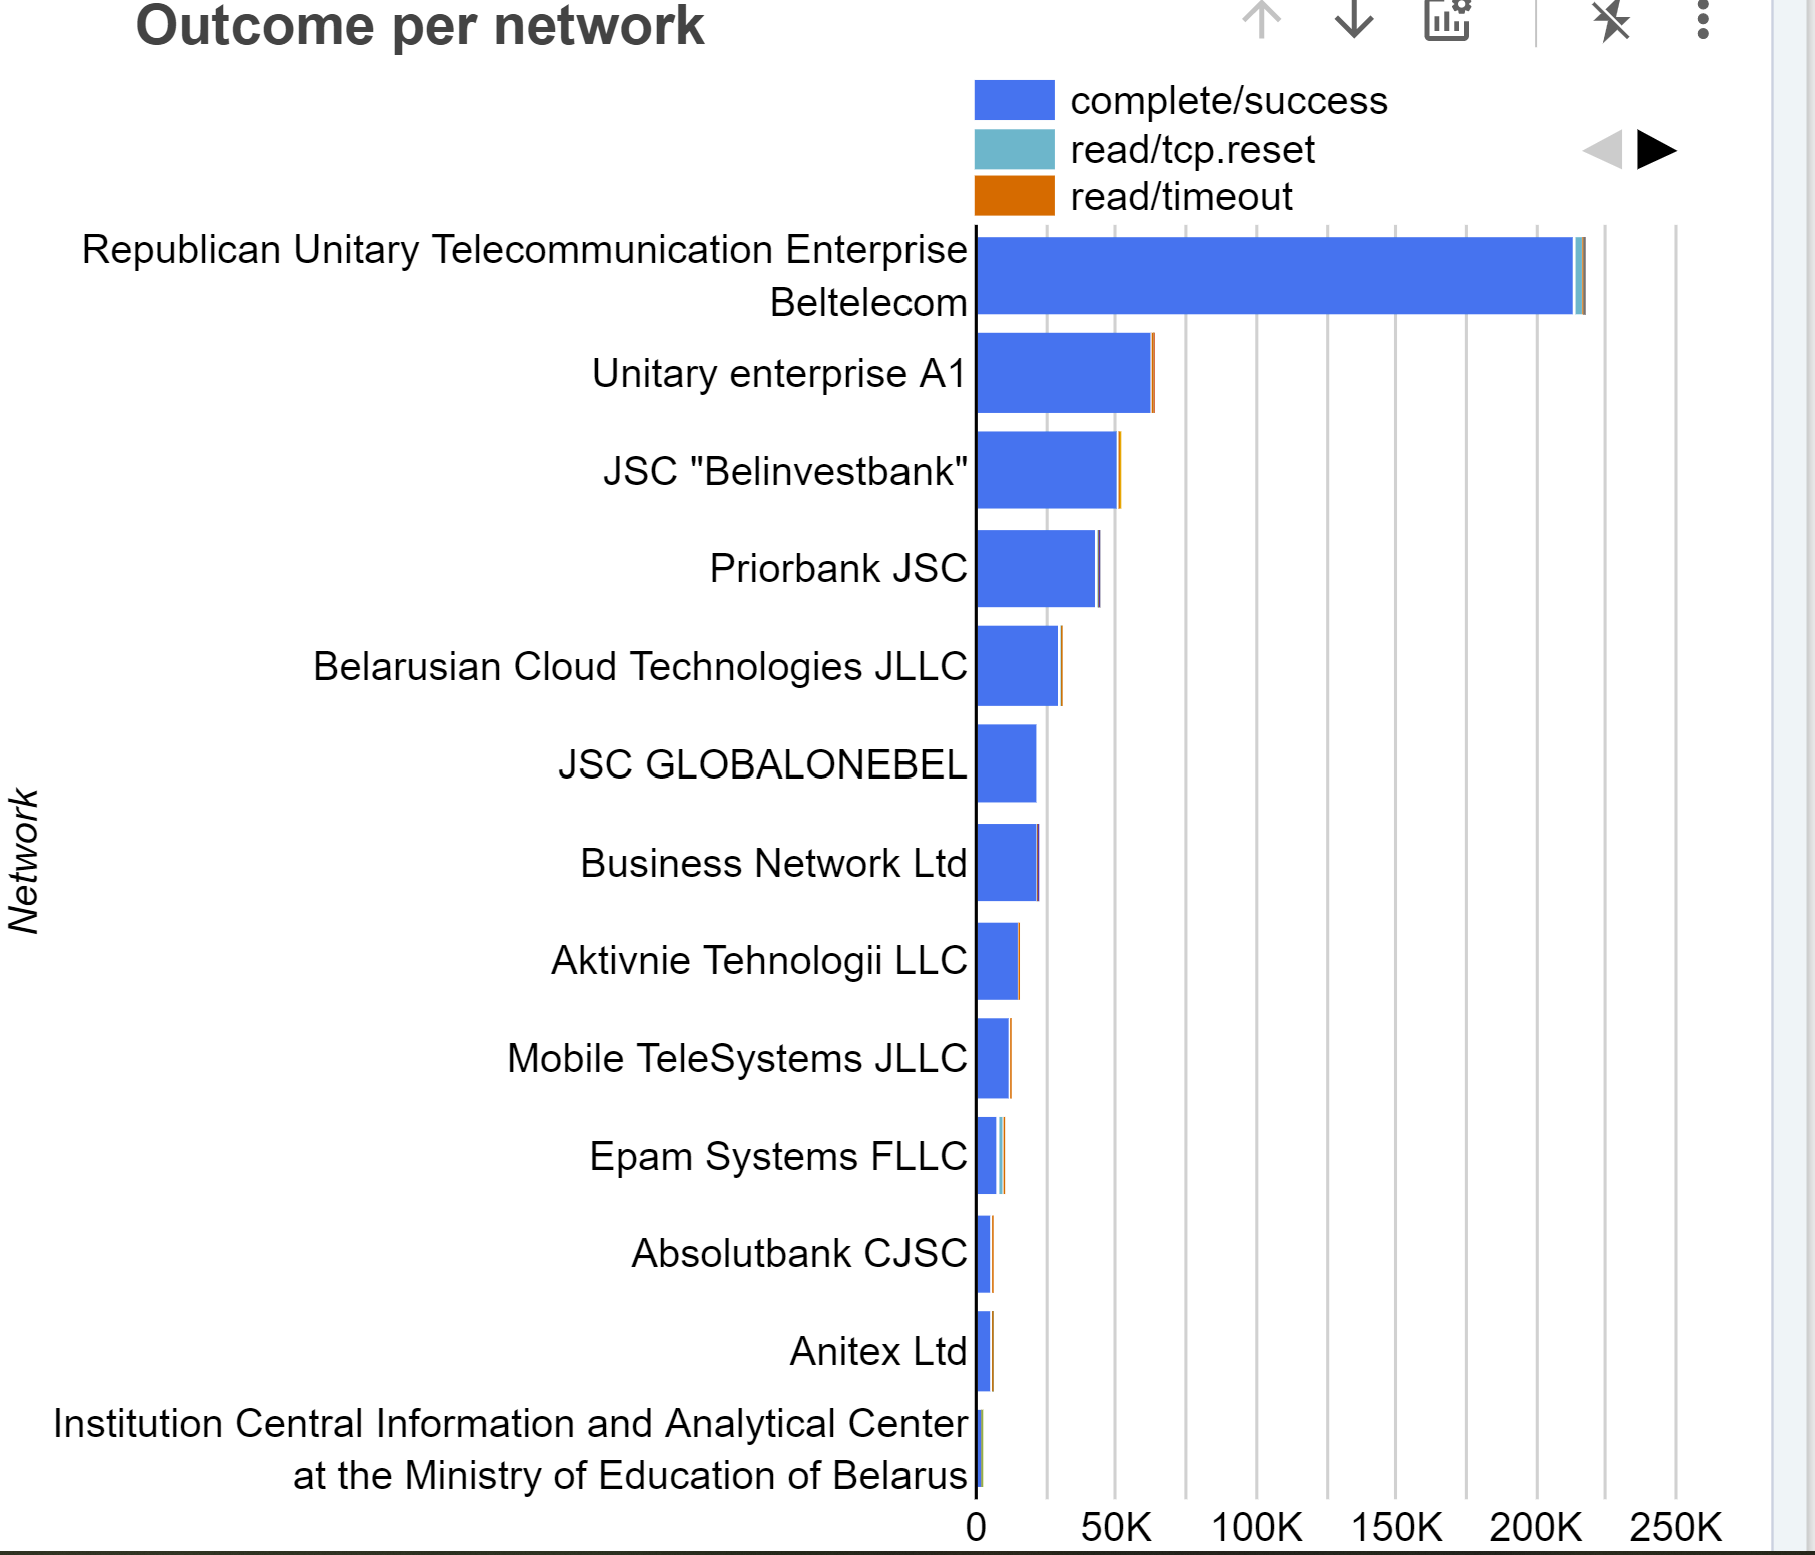 Outcome per network
complete/success
read/tcp.reset
read/timeout
Republican Unitary Telecommunication Enterprise
Beltelecom
Unitary enterprise A1
JSC "Belinvestbank"
Priorbank JSC
Belarusian Cloud Technologies JLLC
JSC GLOBALONEBEL
Business Network Ltd
Aktivnie Tehnologii LLC
Mobile TeleSystems JLLC
Epam Systems FLLC
Absolutbank CJSC
Anitex Ltd
Institution Central Information and Analytical Center
at the Ministry of Education of Belarus
Network
0 50K 100K 150K 200K 250K